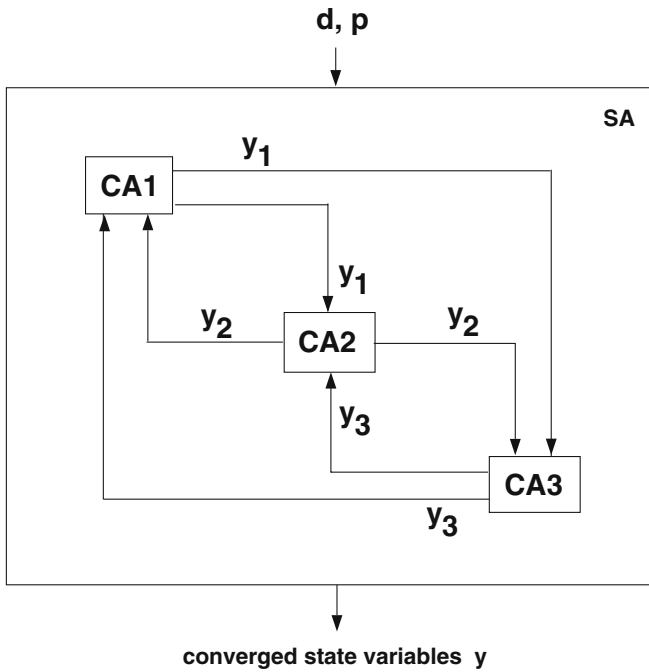 d, p
SA
y1
CA1
y1
y2
CA2
y2
y3
CA3
y3
converged state variables y